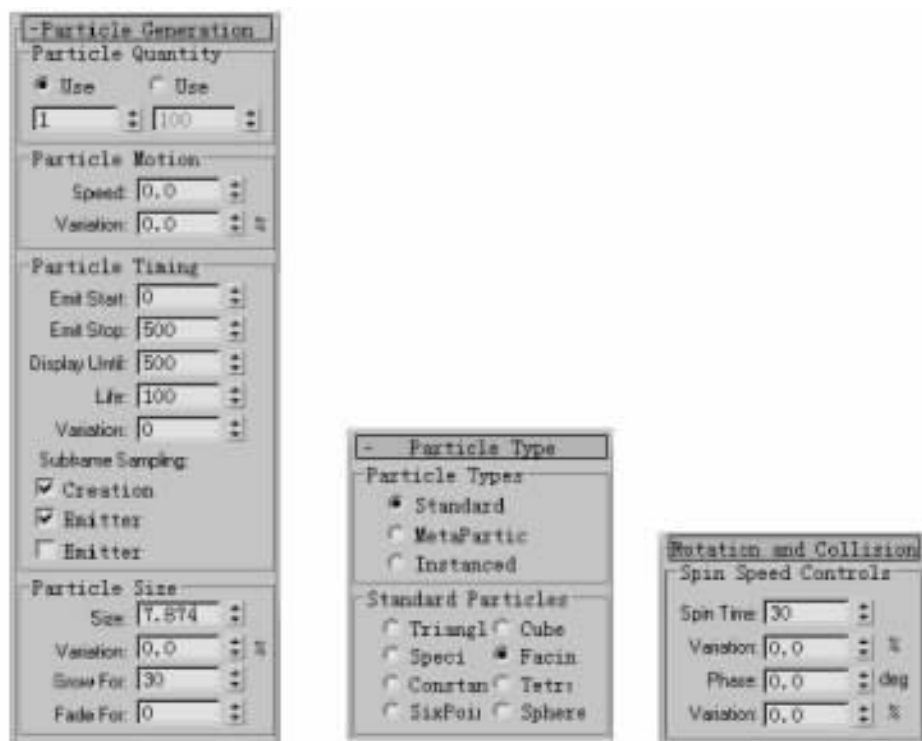 -Particle Generation
Particle Quantity
Use Use
1 100
Particle Motion
Speed: 0.0
Variation: 0.0 %
Particle Timing
Emit Start: 0
Emit Stop: 500
Display Until: 500
Life: 100
Variation: 0
Subframe Sampling:
Creation
Emitter
Emitter
Particle Size
Size: 7.874
Variation: 0.0 %
Grow For: 30
Fade For: 0
- Particle Type
Particle Types
Standard
MetaPartic
Instanced
Standard Particles
Triangl Cube
Speci Facin
Constan Tetr
SixPoi Sphere
Rotation and Collision
Spin Speed Controls
Spin Time: 30
Variation: 0.0 %
Phase: 0.0 deg
Variation: 0.0 %